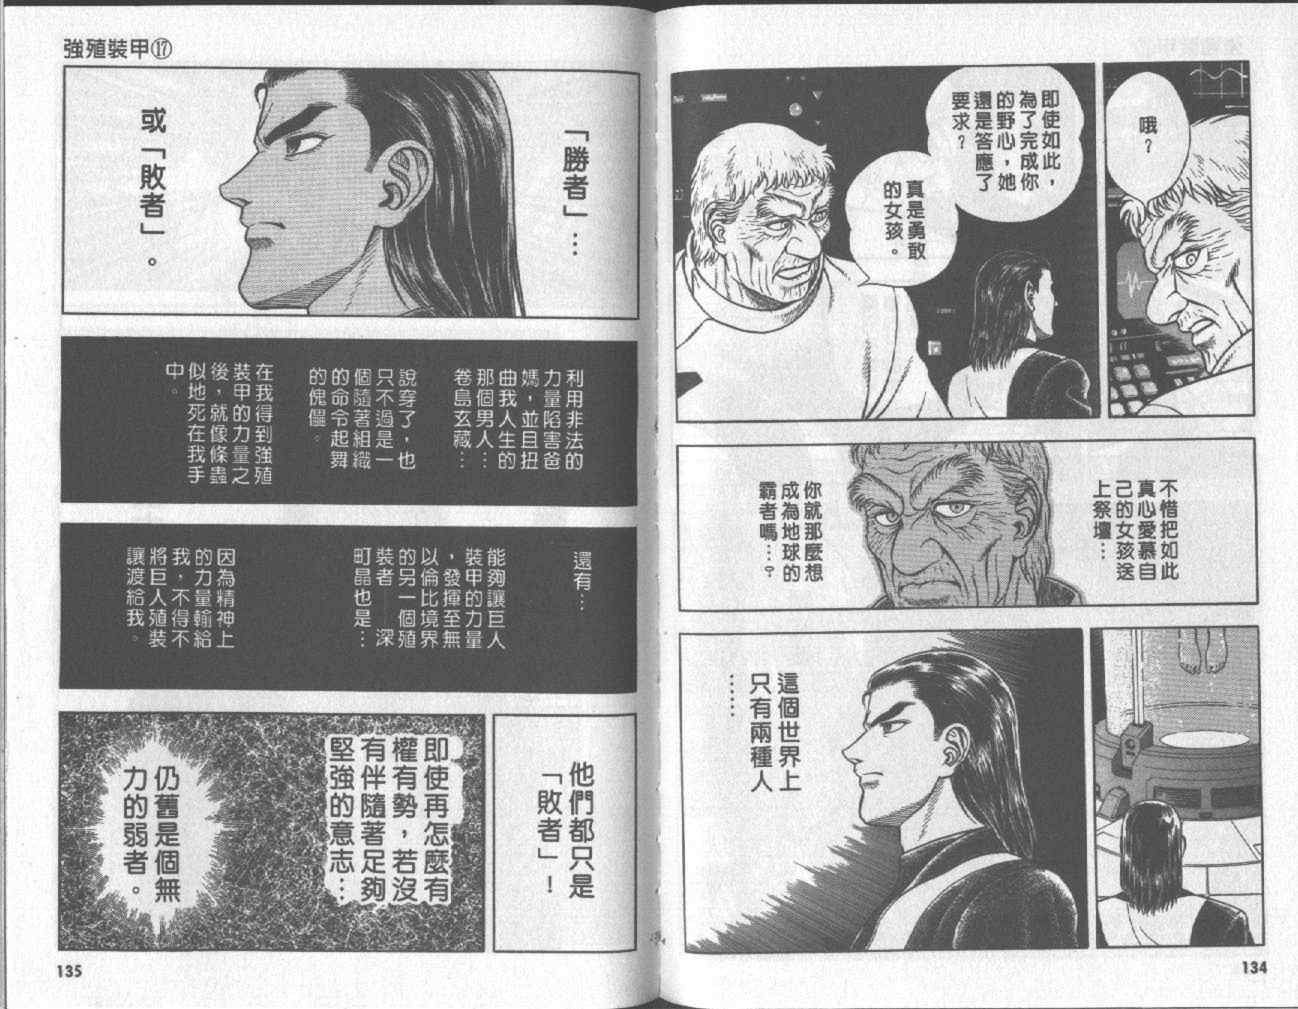 哦？
即使如此，
為了完成你
的野心，她
還是答應了
要求？
真是勇敢
的女孩。
不惜把如此
真心愛慕自
己的女孩送
上祭壇…
你就那麼想
成為地球的
霸者嗎…？
這個世界上
只有兩種人
……
134
強殖裝甲⑰
「勝者」…
或「敗者」。
利用非法的
力量陷害爸
媽，並且扭
曲我人生的
那個男人…
卷島玄藏…
說穿了，也
只不過是一
個隨著組織
的命令起舞
的傀儡。
在我得到強殖
裝甲的力量之
後，就像條蟲
似地死在我手
中。
還有…
能夠讓巨人
裝甲的力量
，發揮至無
以倫比境界
的另一個殖
裝者 深
町晶也是…
因為精神上
的力量輸給
我，不得不
將巨人殖裝
讓渡給我。
他們都只是
「敗者」！
即使再怎麼有
權有勢，若沒
有伴隨著足夠
堅強的意志…
仍舊是個無
力的弱者。
135